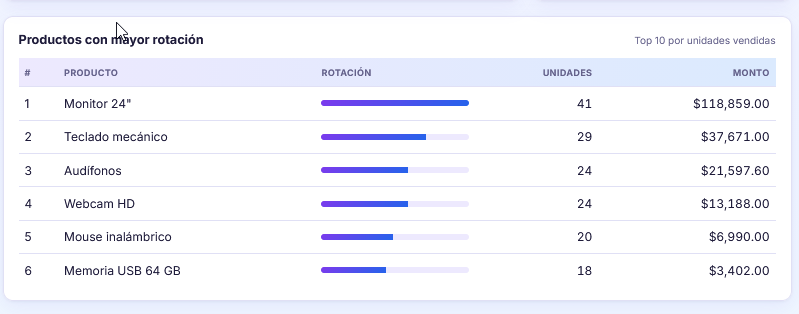 Productos con mayor rotación
Top 10 por unidades vendidas
# PRODUCTO ROTACIÓN UNIDADES MONTO
1 Monitor 24" 41 $118,859.00
2 Teclado mecánico 29 $37,671.00
3 Audífonos 24 $21,597.60
4 Webcam HD 24 $13,188.00
5 Mouse inalámbrico 20 $6,990.00
6 Memoria USB 64 GB 18 $3,402.00